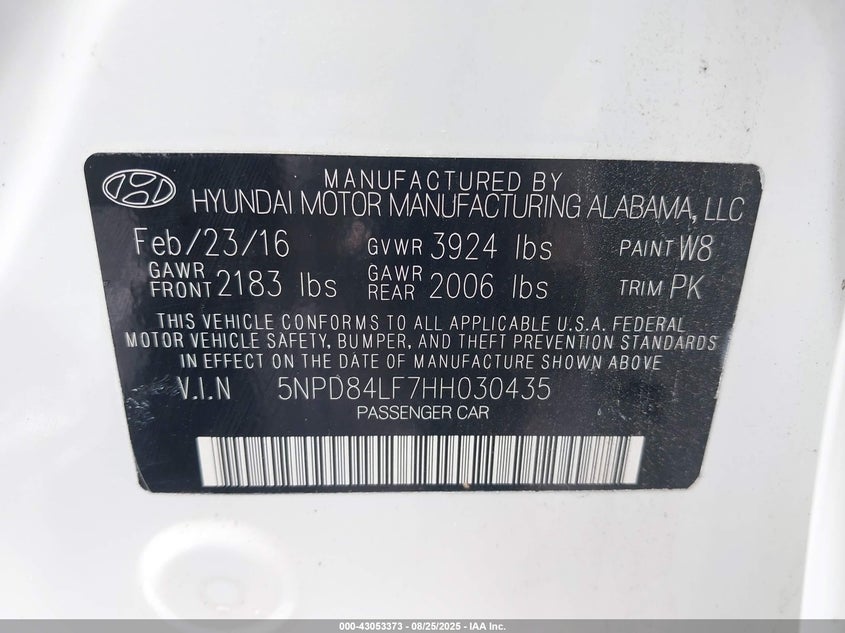 MANUFACTURED BY
HYUNDAI MOTOR MANUFACTURING ALABAMA, LLC
Feb/23/16 GVWR 3924 lbs PAINT W8
GAWR FRONT 2183 lbs GAWR REAR 2006 lbs TRIM PK
THIS VEHICLE CONFORMS TO ALL APPLICABLE U.S.A. FEDERAL
MOTOR VEHICLE SAFETY, BUMPER, AND THEFT PREVENTION STANDARDS
IN EFFECT ON THE DATE OF MANUFACTURE SHOWN ABOVE
V.I.N 5NPD84LF7HH030435
PASSENGER CAR
000-43053373 - 08/25/2025 - IAA Inc.